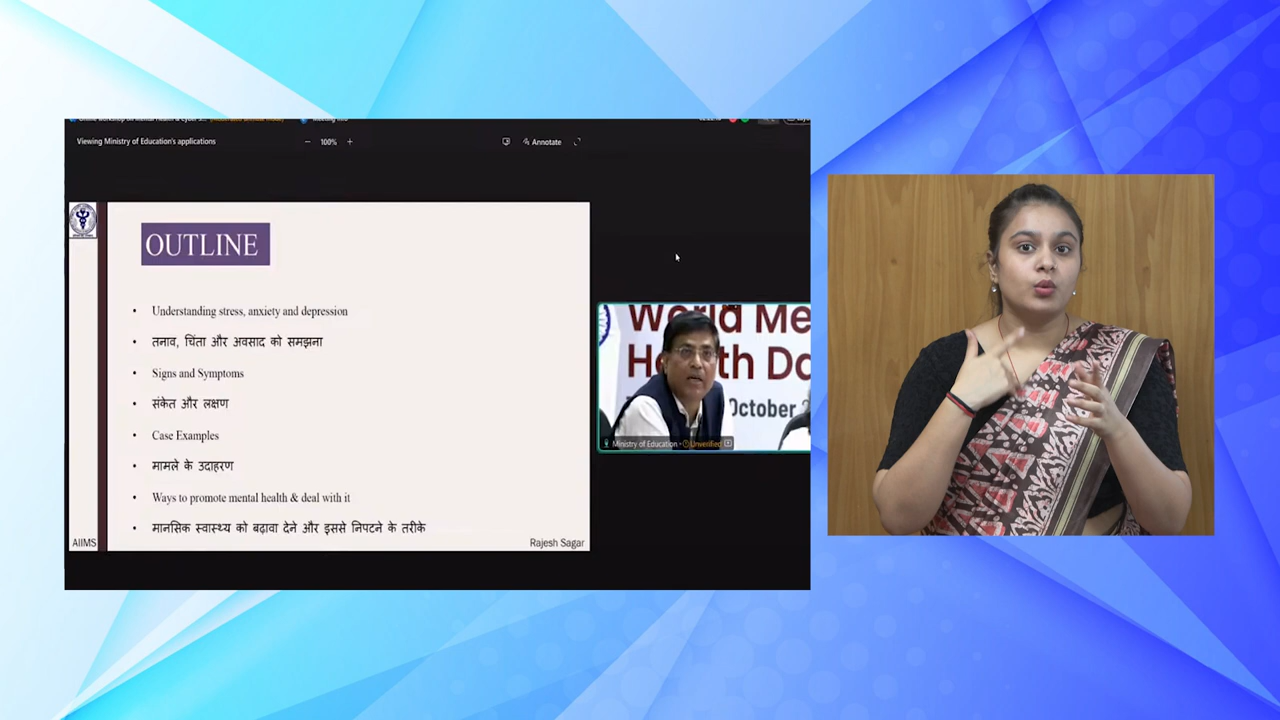 Viewing Ministry of Education's applications
100%
Annotate
OUTLINE
• Understanding stress, anxiety and depression
• तनाव, चिंता और अवसाद को समझना
• Signs and Symptoms
• संकेत और लक्षण
• Case Examples
• मामले के उदाहरण
• Ways to promote mental health & deal with it
• मानसिक स्वास्थ्य को बढ़ावा देने और इससे निपटने के तरीके
AIIMS
Rajesh Sagar
World Me
Health Da
October
Ministry of Education - Unverified